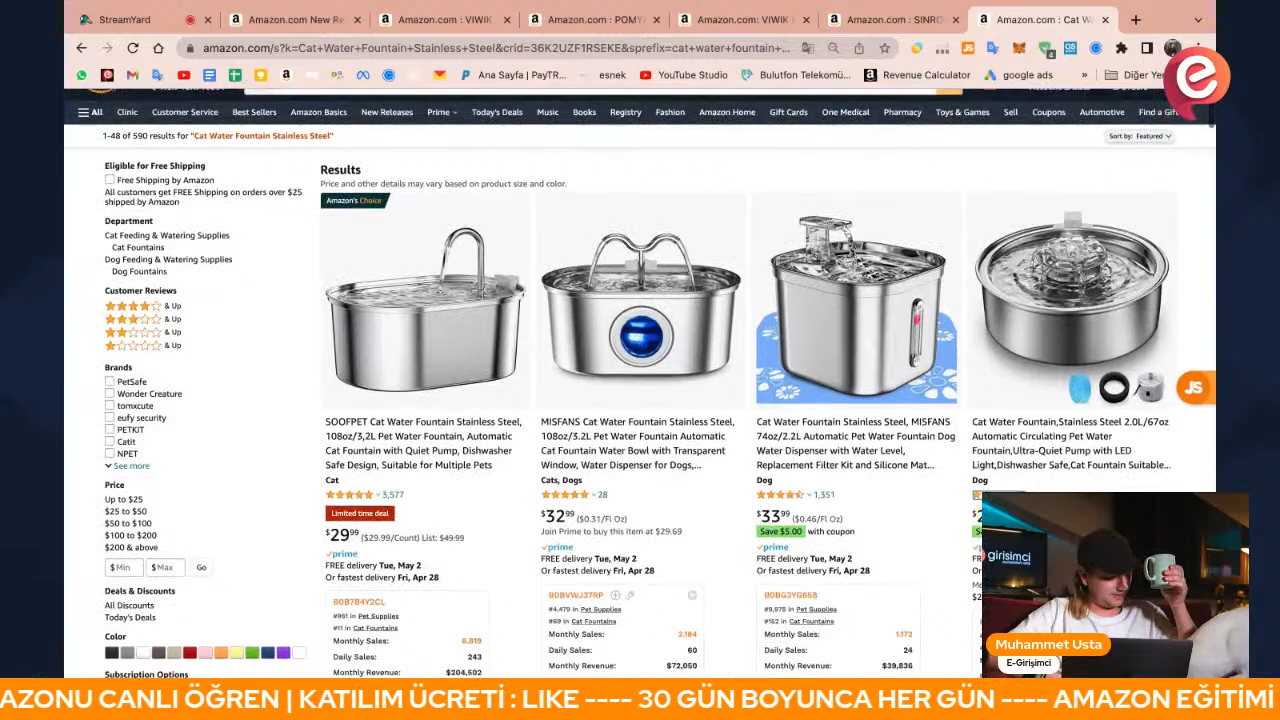 StreamYard
Amazon.com New Re
Amazon.com : VIWIK
Amazon.com : POMY
Amazon.com: VIWIK
Amazon.com : SINRO
Amazon.com : Cat W
amazon.com/s?k=Cat+Water+Fountain+Stainless+Steel&crid=36K2UZF1RSEKE&sprefix=cat+water+fountain+...
Ana Sayfa | PayTR...
esnek
YouTube Studio
Bulutfon Telekomü...
Revenue Calculator
google ads
»
Diğer Ye
All
Clinic
Customer Service
Best Sellers
Amazon Basics
New Releases
Prime
Today's Deals
Music
Books
Registry
Fashion
Amazon Home
Gift Cards
One Medical
Pharmacy
Toys & Games
Sell
Coupons
Automotive
Find a Gi
1-48 of 590 results for "Cat Water Fountain Stainless Steel"
Sort by: Featured
Eligible for Free Shipping
Free Shipping by Amazon
All customers get FREE Shipping on orders over $25
shipped by Amazon
Department
Cat Feeding & Watering Supplies
Cat Fountains
Dog Feeding & Watering Supplies
Dog Fountains
Customer Reviews
& Up
& Up
& Up
& Up
Brands
PetSafe
Wonder Creature
tomxcute
eufy security
PETKIT
Catit
NPET
See more
Price
Up to $25
$25 to $50
$50 to $100
$100 to $200
$200 & above
$ Min
$ Max
Go
Deals & Discounts
All Discounts
Today's Deals
Color
Subscription Options
Results
Price and other details may vary based on product size and color.
Amazon's Choice
SOOFPET Cat Water Fountain Stainless Steel,
108oz/3,2L Pet Water Fountain, Automatic
Cat Fountain with Quiet Pump, Dishwasher
Safe Design, Suitable for Multiple Pets
Cat
3,577
Limited time deal
$29.99 ($29.99/Count) List: $49.99
prime
FREE delivery Tue, May 2
Or fastest delivery Fri, Apr 28
B0B7B4Y2CL
#951 in Pet Supplies
#11 in Cat Fountains
Monthly Sales: 6,819
Daily Sales: 243
Monthly Revenue: $204,502
MISFANS Cat Water Fountain Stainless Steel,
108oz/3.2L Pet Water Fountain Automatic
Cat Fountain Water Bowl with Transparent
Window, Water Dispenser for Dogs,...
Cats, Dogs
28
$32.99 ($0.31/Fl Oz)
Join Prime to buy this item at $29.69
prime
FREE delivery Tue, May 2
Or fastest delivery Fri, Apr 28
B0BVWJ37RP
#4,479 in Pet Supplies
#69 in Cat Fountains
Monthly Sales: 2,184
Daily Sales: 60
Monthly Revenue: $72,050
Cat Water Fountain Stainless Steel, MISFANS
74oz/2.2L Automatic Pet Water Fountain Dog
Water Dispenser with Water Level,
Replacement Filter Kit and Silicone Mat...
Dog
1,351
$33.99 ($0.46/Fl Oz)
Save $5.00 with coupon
prime
FREE delivery Tue, May 2
Or fastest delivery Fri, Apr 28
B0BG3YG658
#9,975 in Pet Supplies
#152 in Cat Fountains
Monthly Sales: 1,172
Daily Sales: 24
Monthly Revenue: $39,836
Cat Water Fountain,Stainless Steel 2.0L/67oz
Automatic Circulating Pet Water
Fountain,Ultra-Quiet Pump with LED
Light,Dishwasher Safe,Cat Fountain Suitable...
Dog
JS
girisimci
Muhammet Usta
E-Girişimci
AZONU CANLI ÖĞREN | KATILIM ÜCRETİ : LIKE ---- 30 GÜN BOYUNCA HER GÜN ---- AMAZON EĞİTİMİ